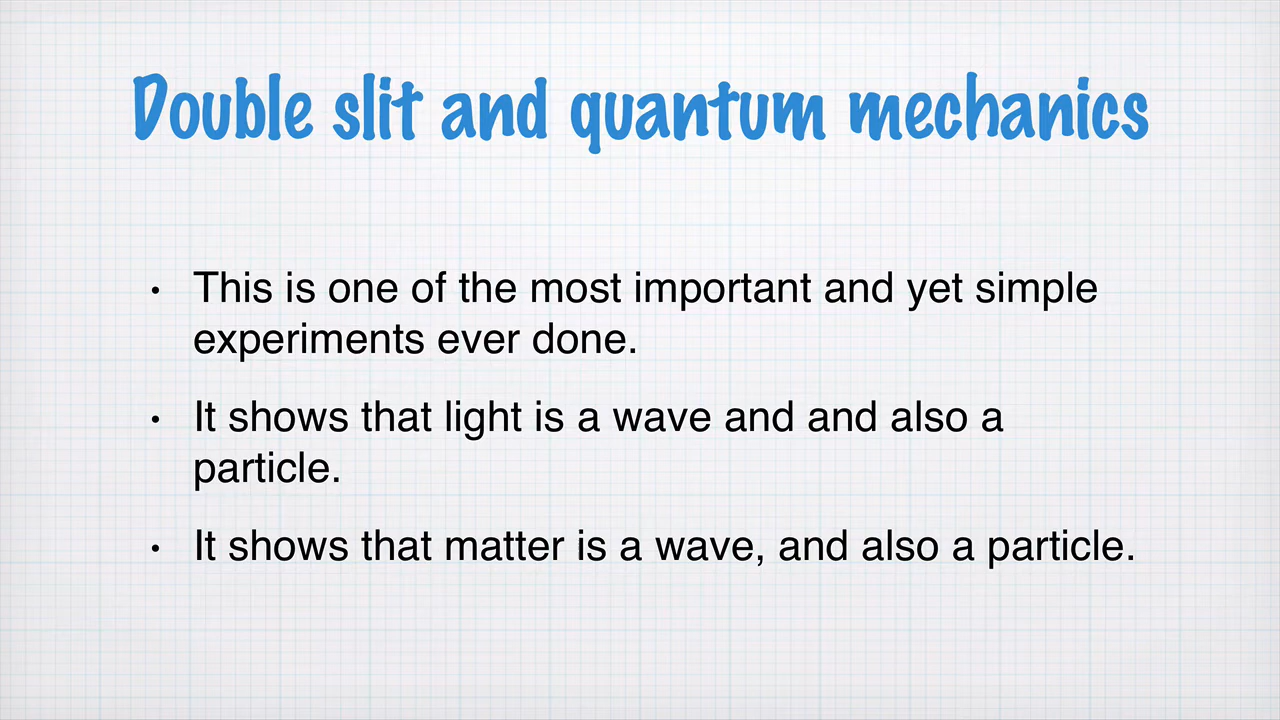 Double slit and quantum mechanics
• This is one of the most important and yet simple
experiments ever done.
• It shows that light is a wave and and also a
particle.
• It shows that matter is a wave, and also a particle.